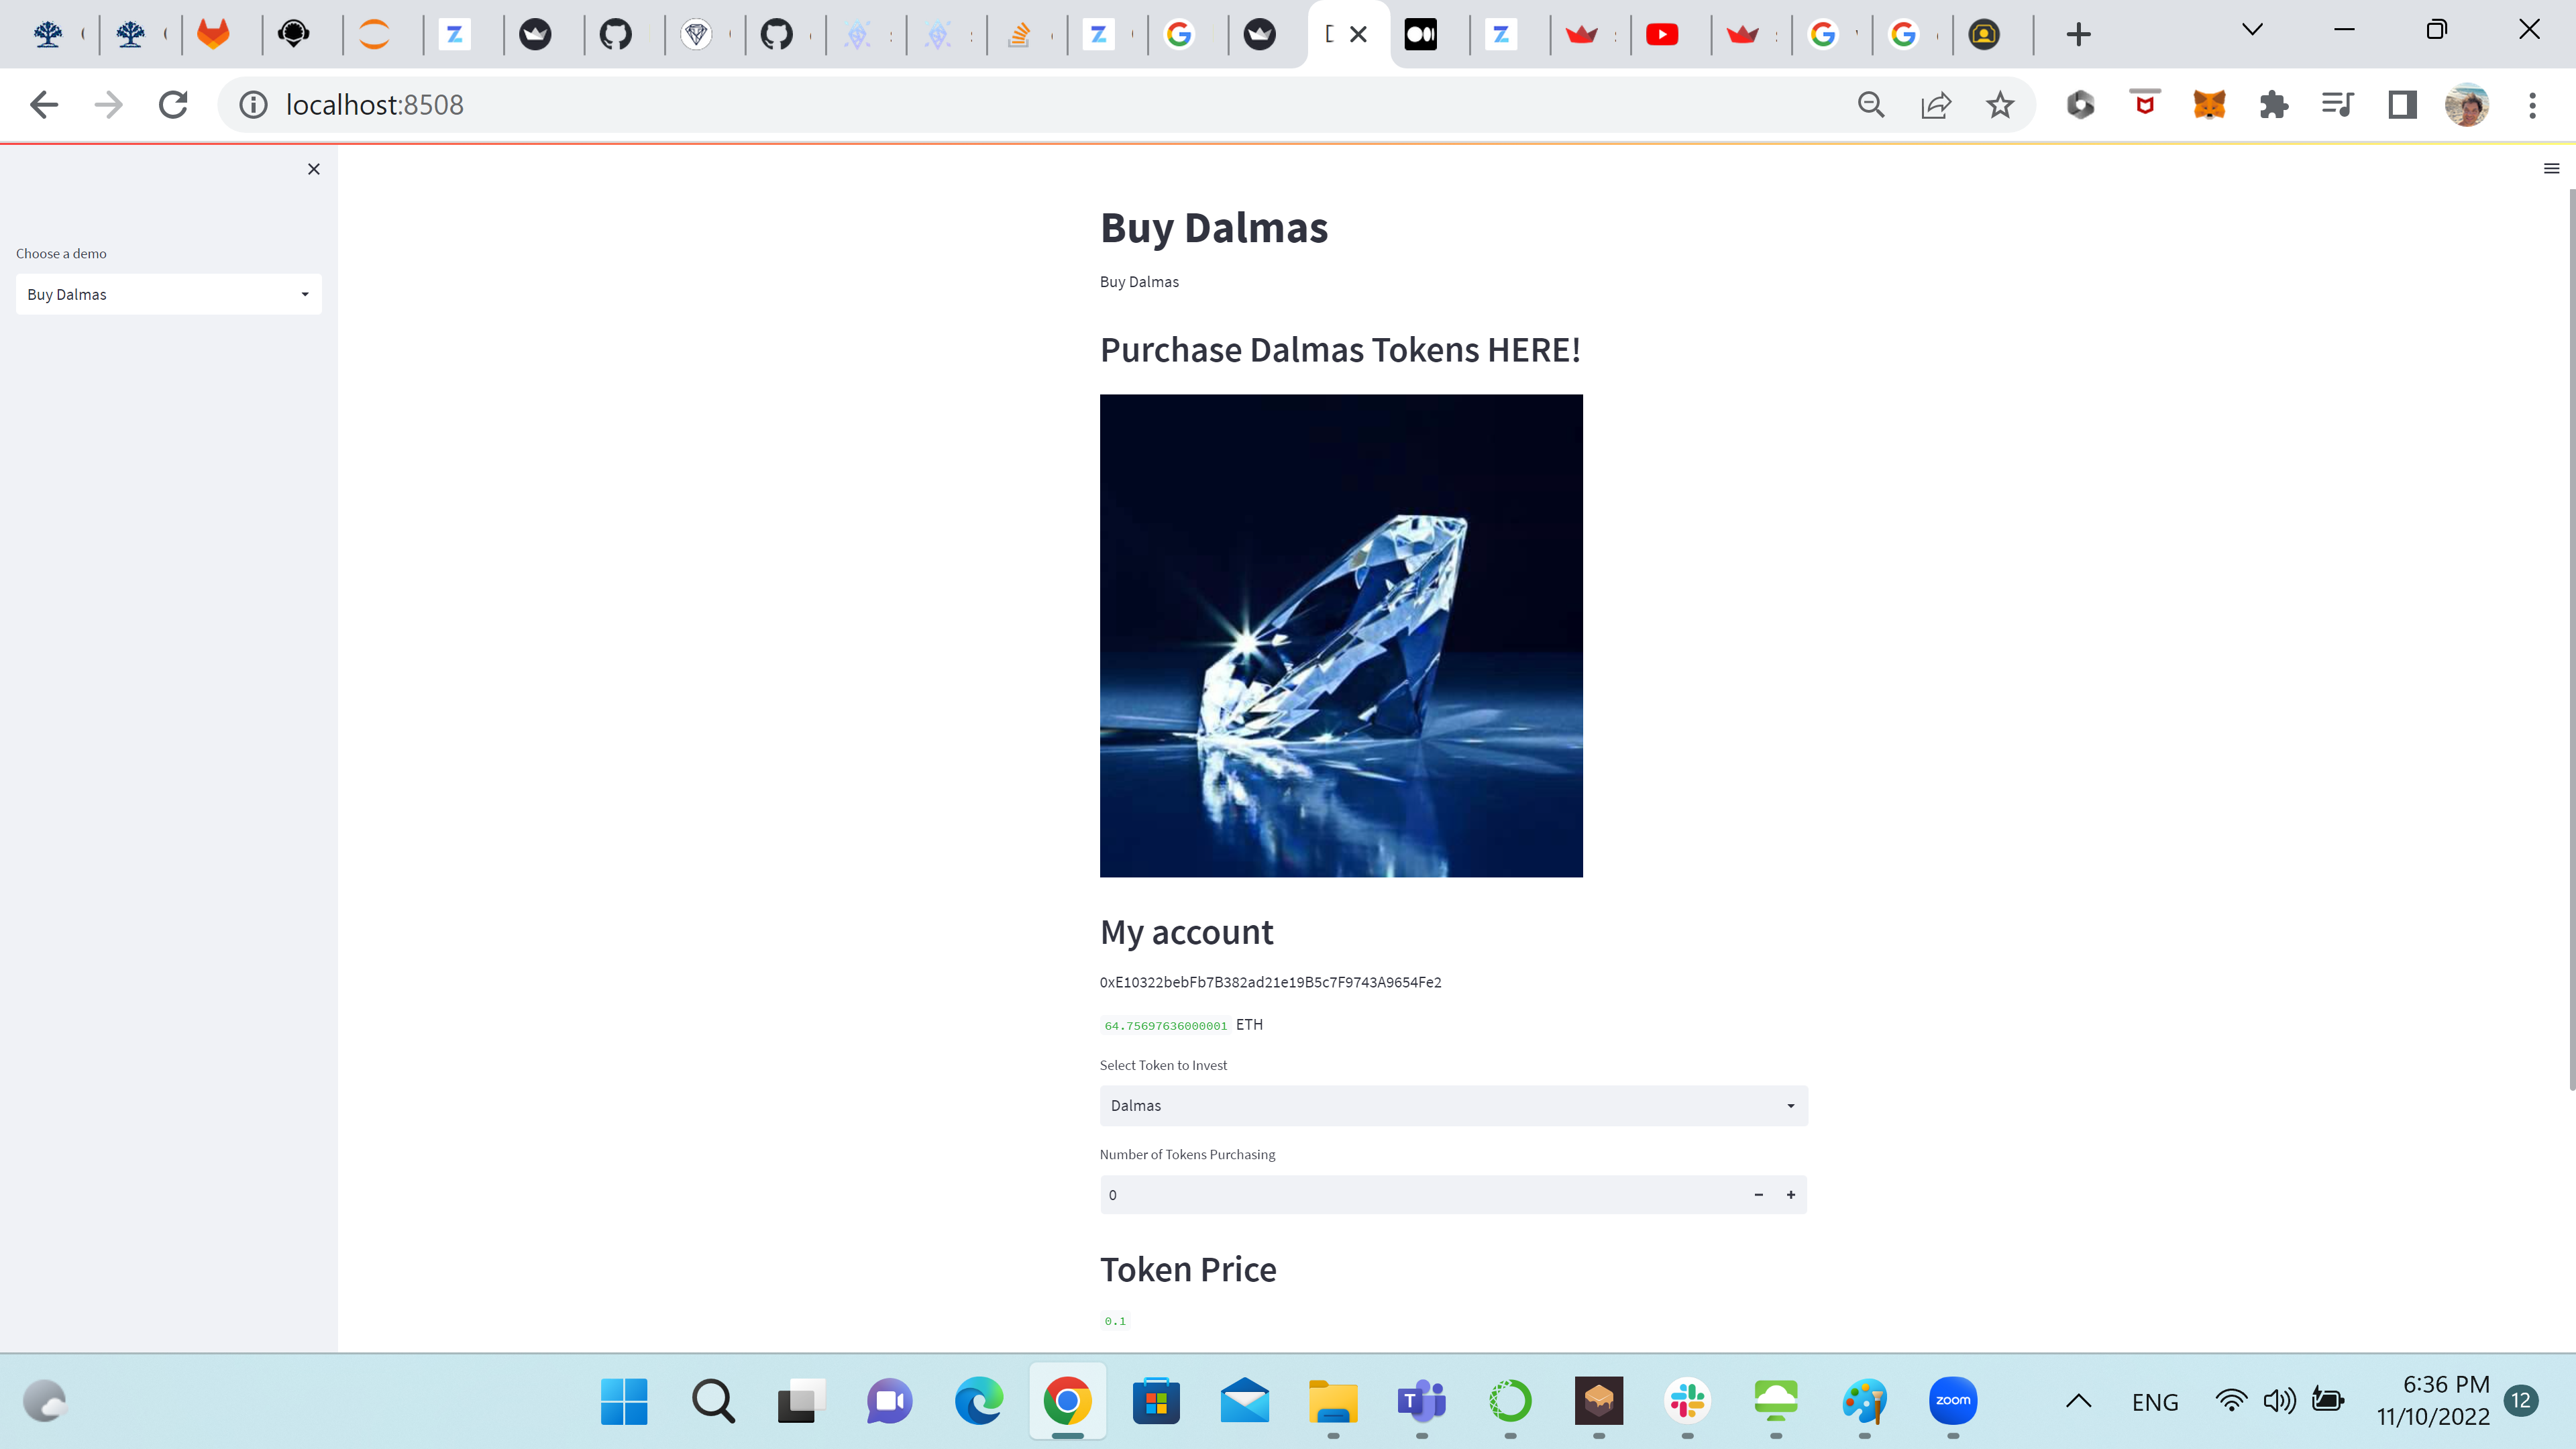 localhost:8508
Choose a demo
Buy Dalmas
Buy Dalmas
Buy Dalmas
Purchase Dalmas Tokens HERE!
My account
0xE10322bebFb7B382ad21e19B5c7F9743A9654Fe2
64.75697636000001 ETH
Select Token to Invest
Dalmas
Number of Tokens Purchasing
0
Token Price
0.1
zoom
ENG
6:36 PM
11/10/2022
12